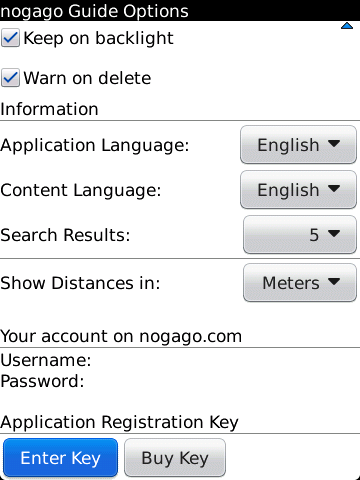 nogago Guide Options
Keep on backlight
Warn on delete
Information
Application Language: English
Content Language: English
Search Results: 5
Show Distances in: Meters
Your account on nogago.com
Username:
Password:
Application Registration Key
Enter Key Buy Key